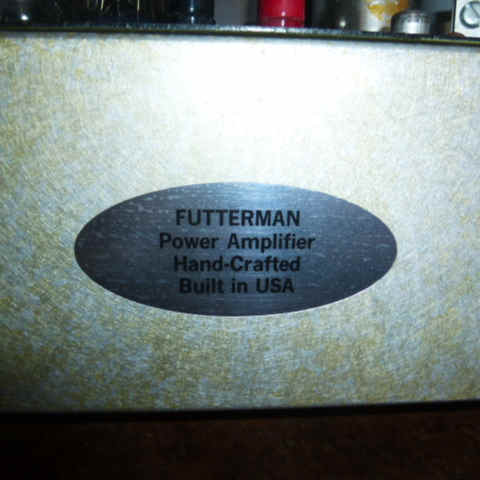 FUTTERMAN
Power Amplifier
Hand-Crafted
Built in USA